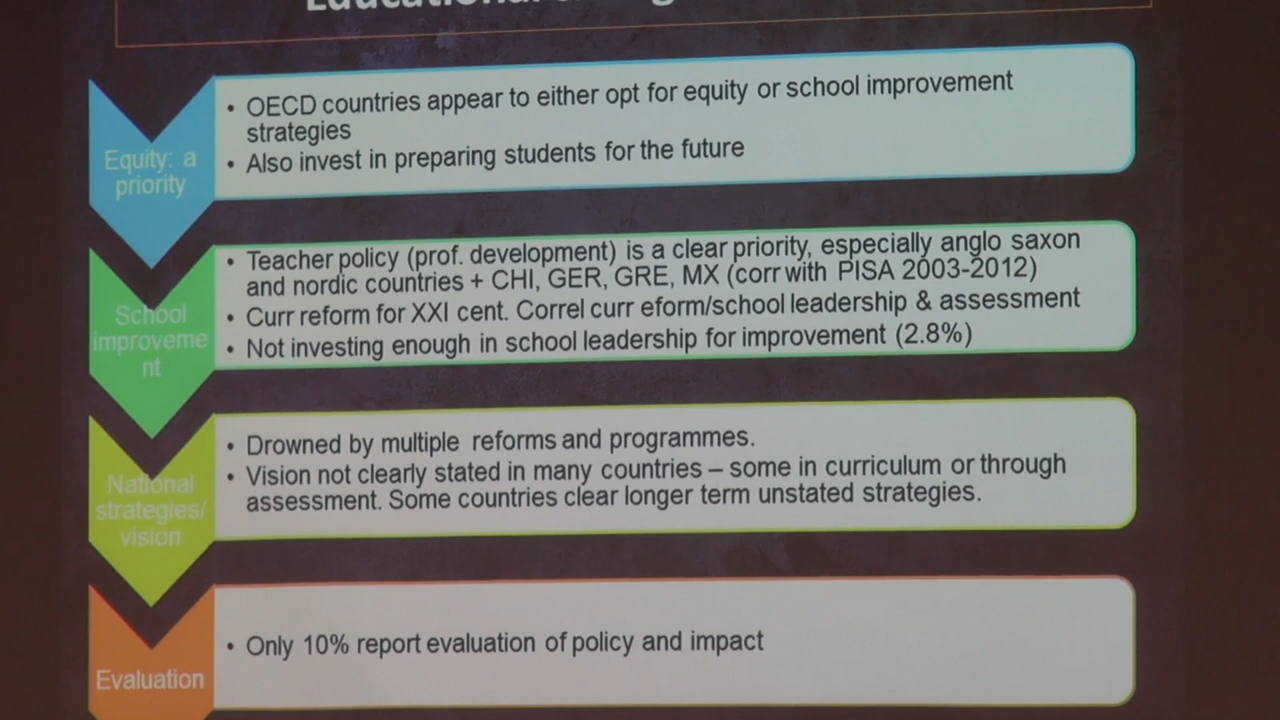 Equity: a
priority
• OECD countries appear to either opt for equity or school improvement
strategies
• Also invest in preparing students for the future
School
improveme
nt
• Teacher policy (prof. development) is a clear priority, especially anglo saxon
and nordic countries + CHI, GER, GRE, MX (corr with PISA 2003-2012)
• Curr reform for XXI cent. Correl curr eform/school leadership & assessment
• Not investing enough in school leadership for improvement (2.8%)
National
strategies/
vision
• Drowned by multiple reforms and programmes.
• Vision not clearly stated in many countries – some in curriculum or through
assessment. Some countries clear longer term unstated strategies.
Evaluation
• Only 10% report evaluation of policy and impact